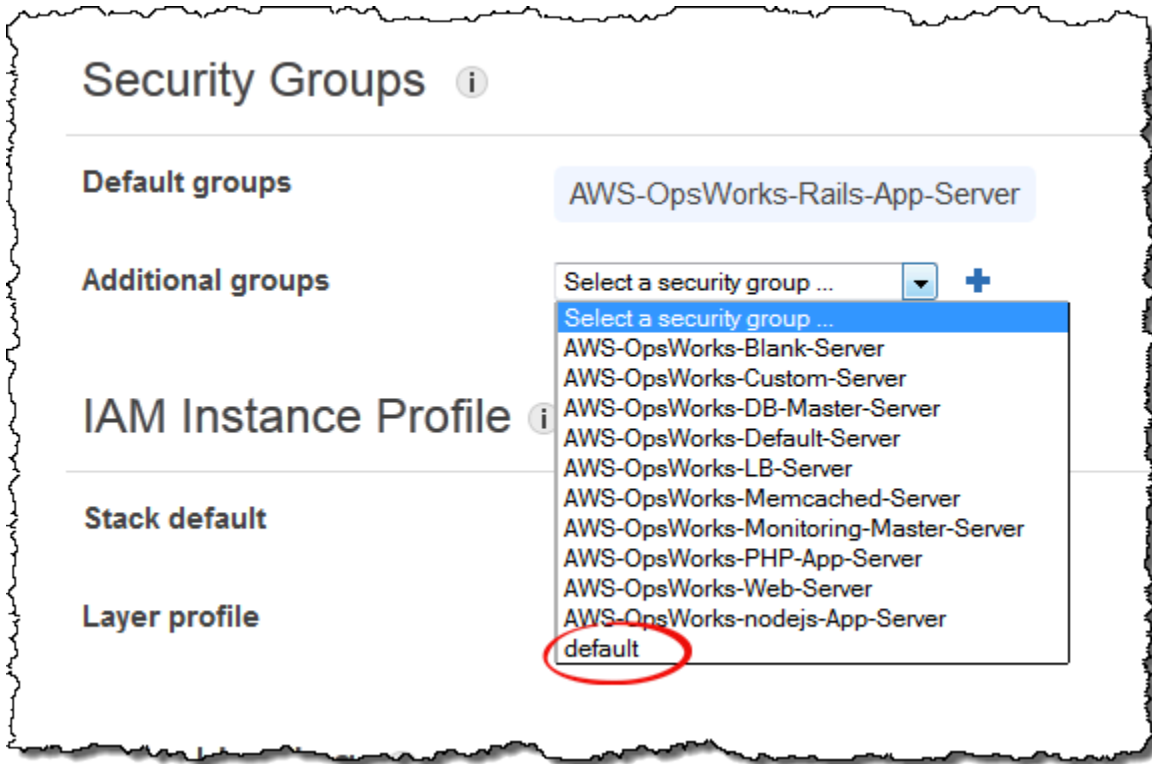 Security Groups i
Default groups AWS-OpsWorks-Rails-App-Server
Additional groups Select a security group ...
Select a security group ...
AWS-OpsWorks-Blank-Server
AWS-OpsWorks-Custom-Server
IAM Instance Profile i
AWS-OpsWorks-DB-Master-Server
AWS-OpsWorks-Default-Server
AWS-OpsWorks-LB-Server
AWS-OpsWorks-Memcached-Server
Stack default
AWS-OpsWorks-Monitoring-Master-Server
AWS-OpsWorks-PHP-App-Server
AWS-OpsWorks-Web-Server
Layer profile
AWS-OpsWorks-nodejs-App-Server
default